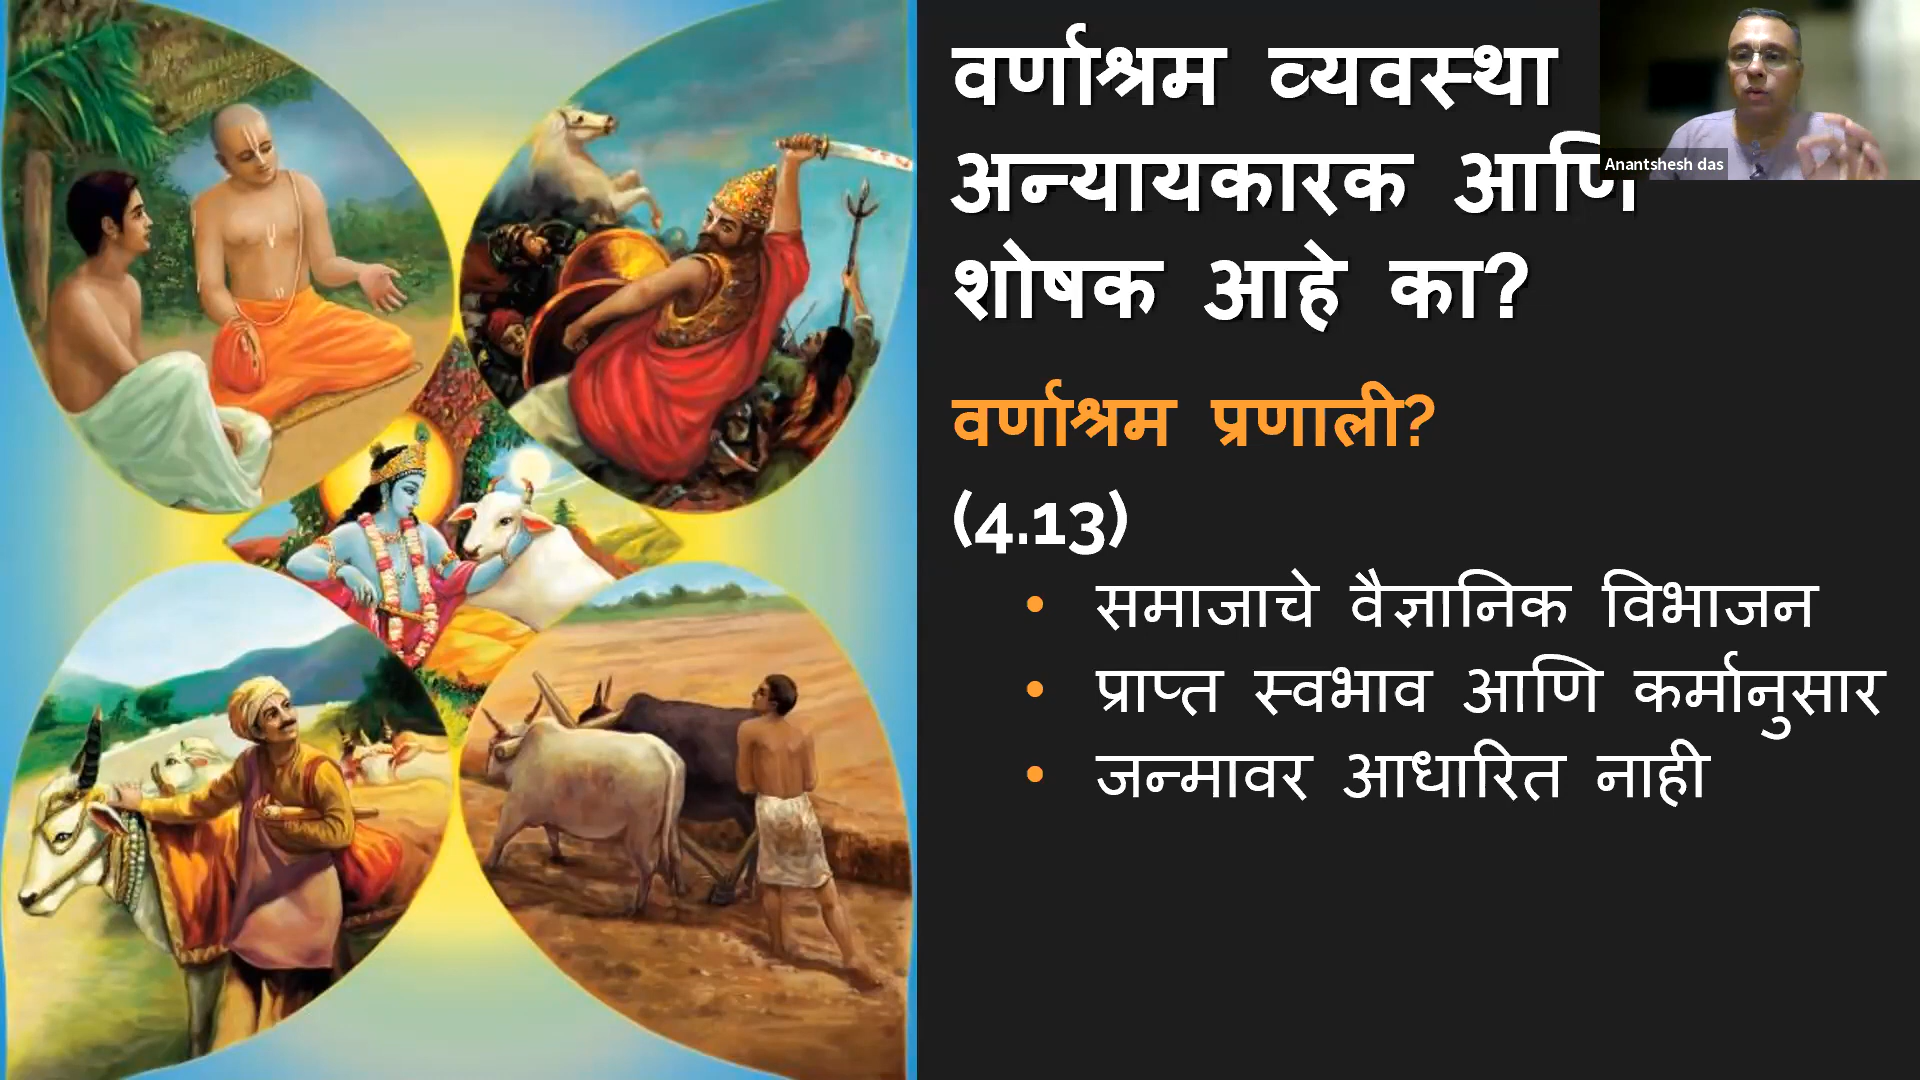 वर्णाश्रम व्यवस्था
अन्यायकारक आणि
शोषक आहे का?
वर्णाश्रम प्रणाली?
(4.13)
• समाजाचे वैज्ञानिक विभाजन
• प्राप्त स्वभाव आणि कर्मानुसार
• जन्मावर आधारित नाही
Anantshesh das